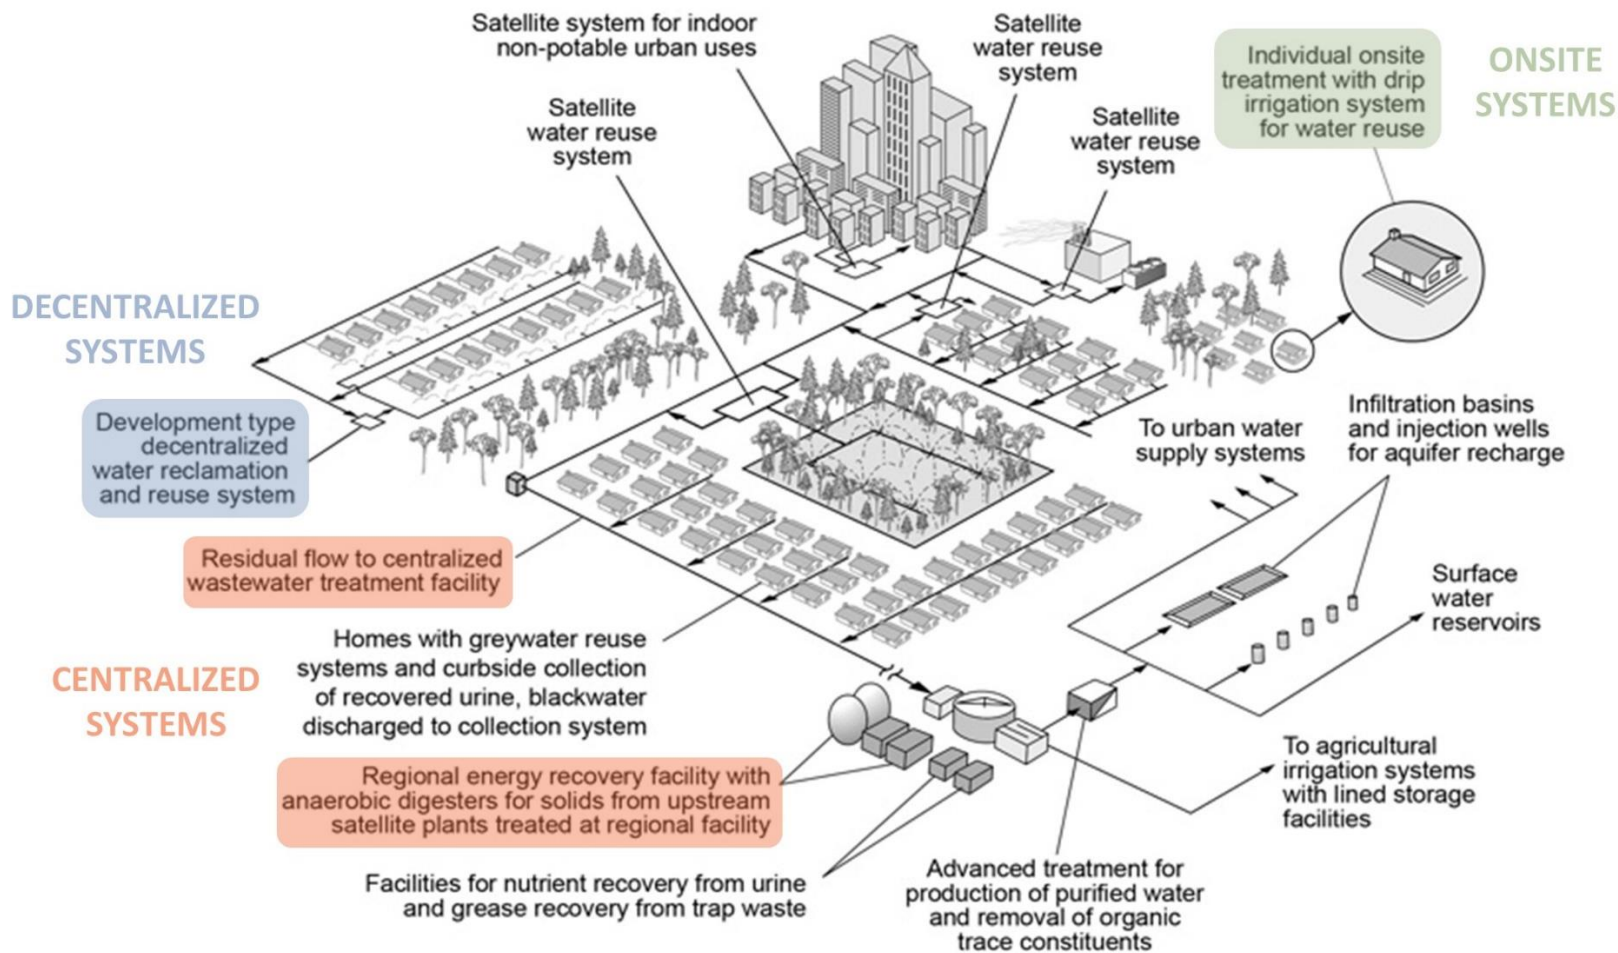 Satellite system for indoor
non-potable urban uses
Satellite
water reuse
system
Satellite
water reuse
system
Satellite
water reuse
system
Individual onsite
treatment with drip
irrigation system
for water reuse
ONSITE
SYSTEMS
DECENTRALIZED
SYSTEMS
Development type
decentralized
water reclamation
and reuse system
To urban water
supply systems
Infiltration basins
and injection wells
for aquifer recharge
Residual flow to centralized
wastewater treatment facility
Surface
water
reservoirs
CENTRALIZED
SYSTEMS
Homes with greywater reuse
systems and curbside collection
of recovered urine, blackwater
discharged to collection system
Regional energy recovery facility with
anaerobic digesters for solids from upstream
satellite plants treated at regional facility
To agricultural
irrigation systems
with lined storage
facilities
Facilities for nutrient recovery from urine
and grease recovery from trap waste
Advanced treatment for
production of purified water
and removal of organic
trace constituents